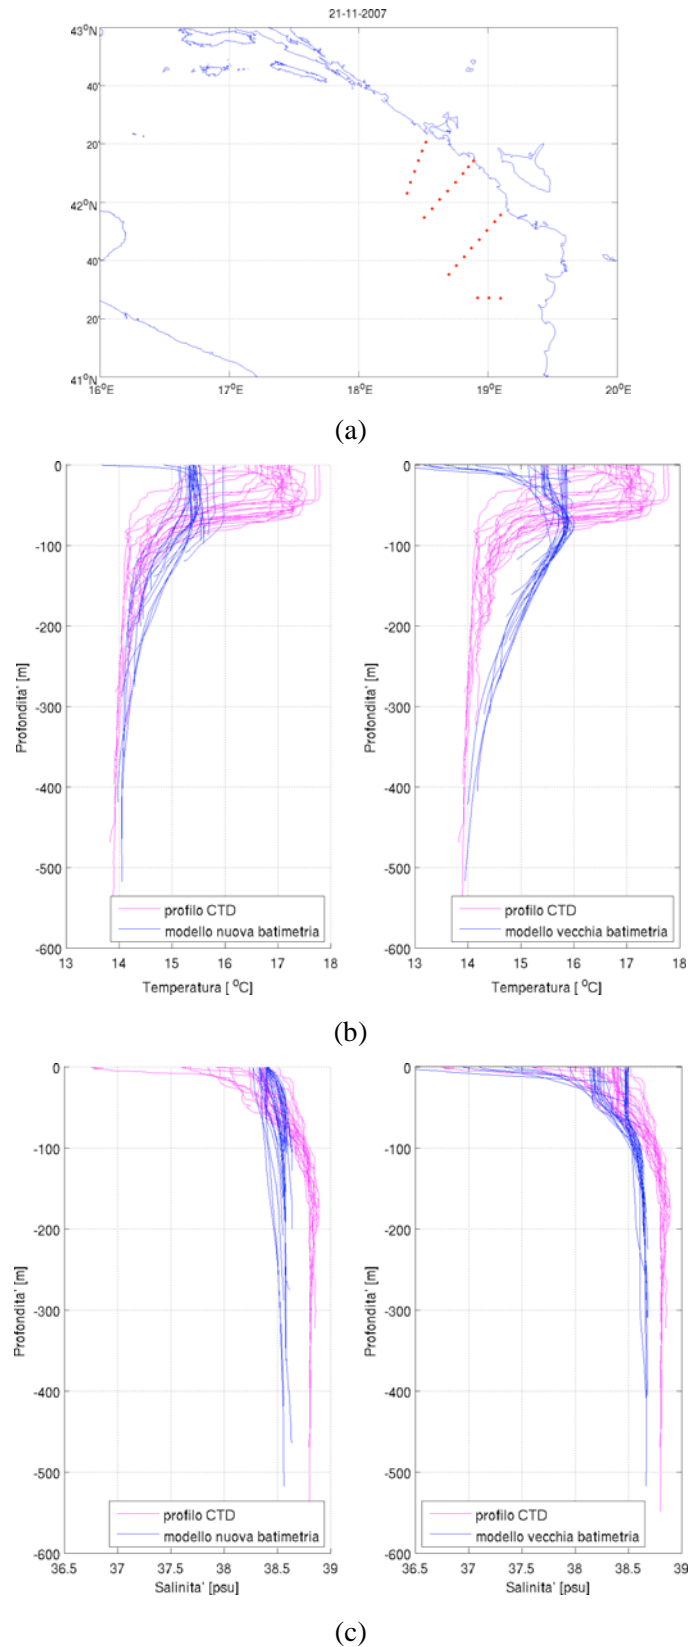 21-11-2007
43°N
40'
20'
42°N
40'
20'
41°N
16°E 17°E 18°E 19°E 20°E
(a)
0 0
-100 -100
-200 -200
-300 -300
-400 -400
-500 -500
-600 -600
Profondita' [m] Profondita' [m]
profilo CTD profilo CTD
modello nuova batimetria modello vecchia batimetria
13 14 15 16 17 18 13 14 15 16 17 18
Temperatura [ °C] Temperatura [ °C]
(b)
0 0
-100 -100
-200 -200
-300 -300
-400 -400
-500 -500
-600 -600
Profondita' [m] Profondita' [m]
profilo CTD profilo CTD
modello nuova batimetria modello vecchia batimetria
36.5 37 37.5 38 38.5 39 36.5 37 37.5 38 38.5 39
Salinita' [psu] Salinita' [psu]
(c)